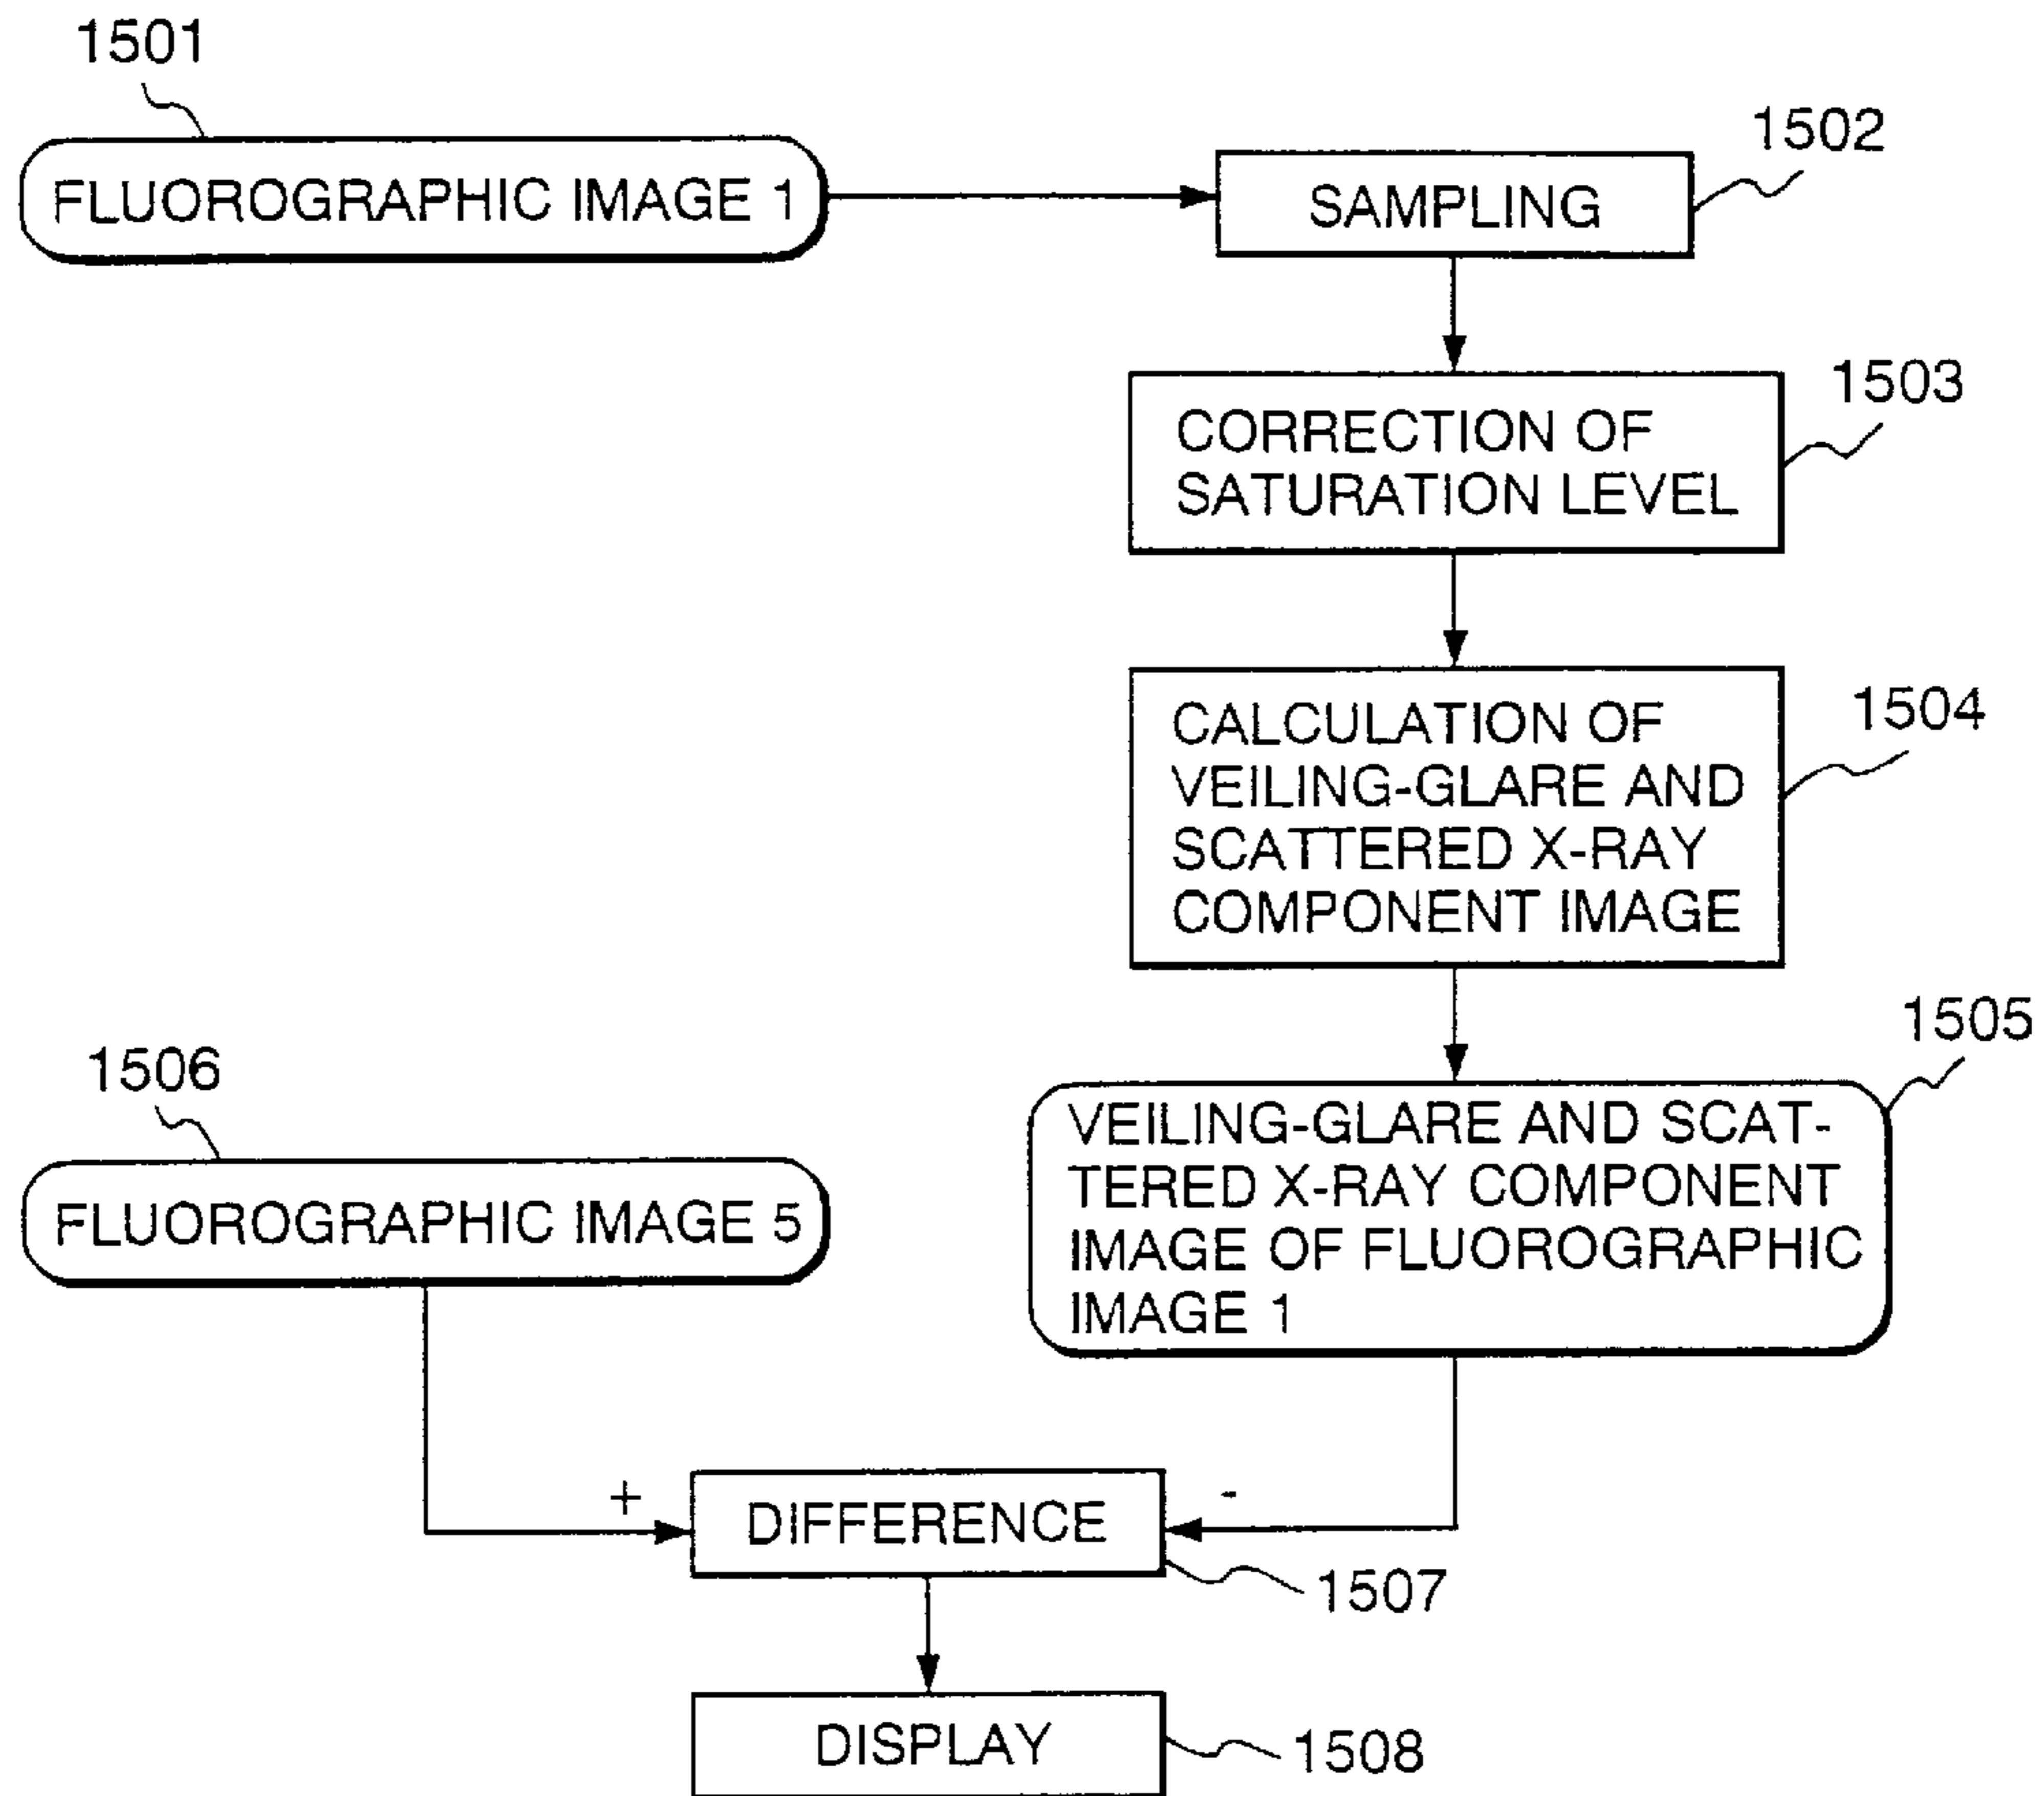 1501
FLUOROGRAPHIC IMAGE 1
1502
SAMPLING
1503
CORRECTION OF
SATURATION LEVEL
1504
CALCULATION OF
VEILING-GLARE AND
SCATTERED X-RAY
COMPONENT IMAGE
1505
VEILING-GLARE AND SCAT-
TERED X-RAY COMPONENT
IMAGE OF FLUOROGRAPHIC
IMAGE 1
1506
FLUOROGRAPHIC IMAGE 5
+
-
DIFFERENCE
1507
DISPLAY
1508